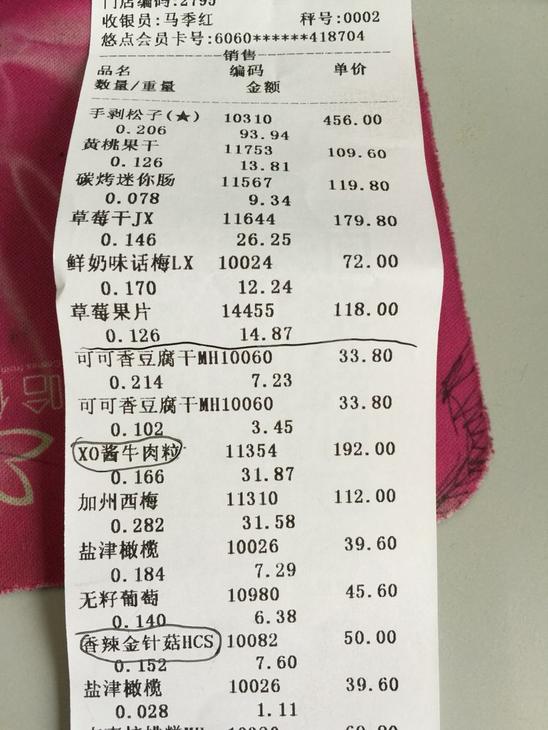 门店编码:2795
收银员:马季红 秤号:0002
悠点会员卡号:6060******418704
销售
品名 编码 单价
数量/重量 金额
手剥松子(★) 10310 456.00
0.206 93.94
黄桃果干 11753 109.60
0.126 13.81
碳烤迷你肠 11567 119.80
0.078 9.34
草莓干JX 11644 179.80
0.146 26.25
鲜奶味话梅LX 10024 72.00
0.170 12.24
草莓果片 14455 118.00
0.126 14.87
可可香豆腐干MH10060 33.80
0.214 7.23
可可香豆腐干MH10060 33.80
0.102 3.45
XO酱牛肉粒 11354 192.00
0.166 31.87
加州西梅 11310 112.00
0.282 31.58
盐津橄榄 10026 39.60
0.184 7.29
无籽葡萄 10980 45.60
0.140 6.38
香辣金针菇HCS 10082 50.00
0.152 7.60
盐津橄榄 10026 39.60
0.028 1.11